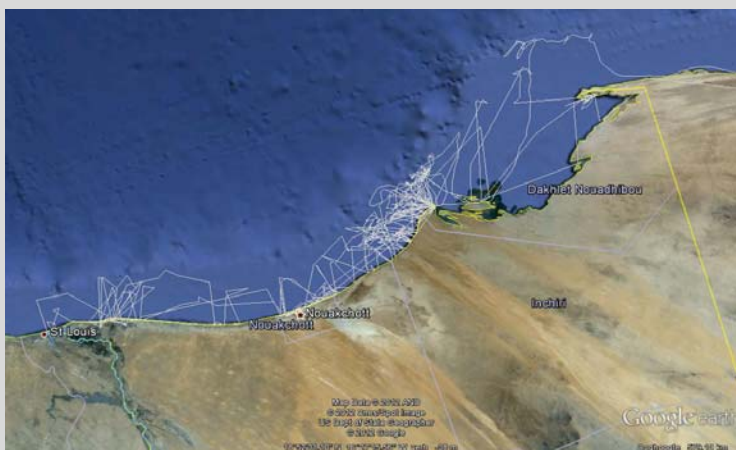 Dakhlet Nouadhibou
Inchiri
Nouakchott
Nouakchott
St Louis
Map Data © 2012 AND
© 2012 Cnes/Spot Image
US Dept of State Geographer
© 2012 Google
Google earth